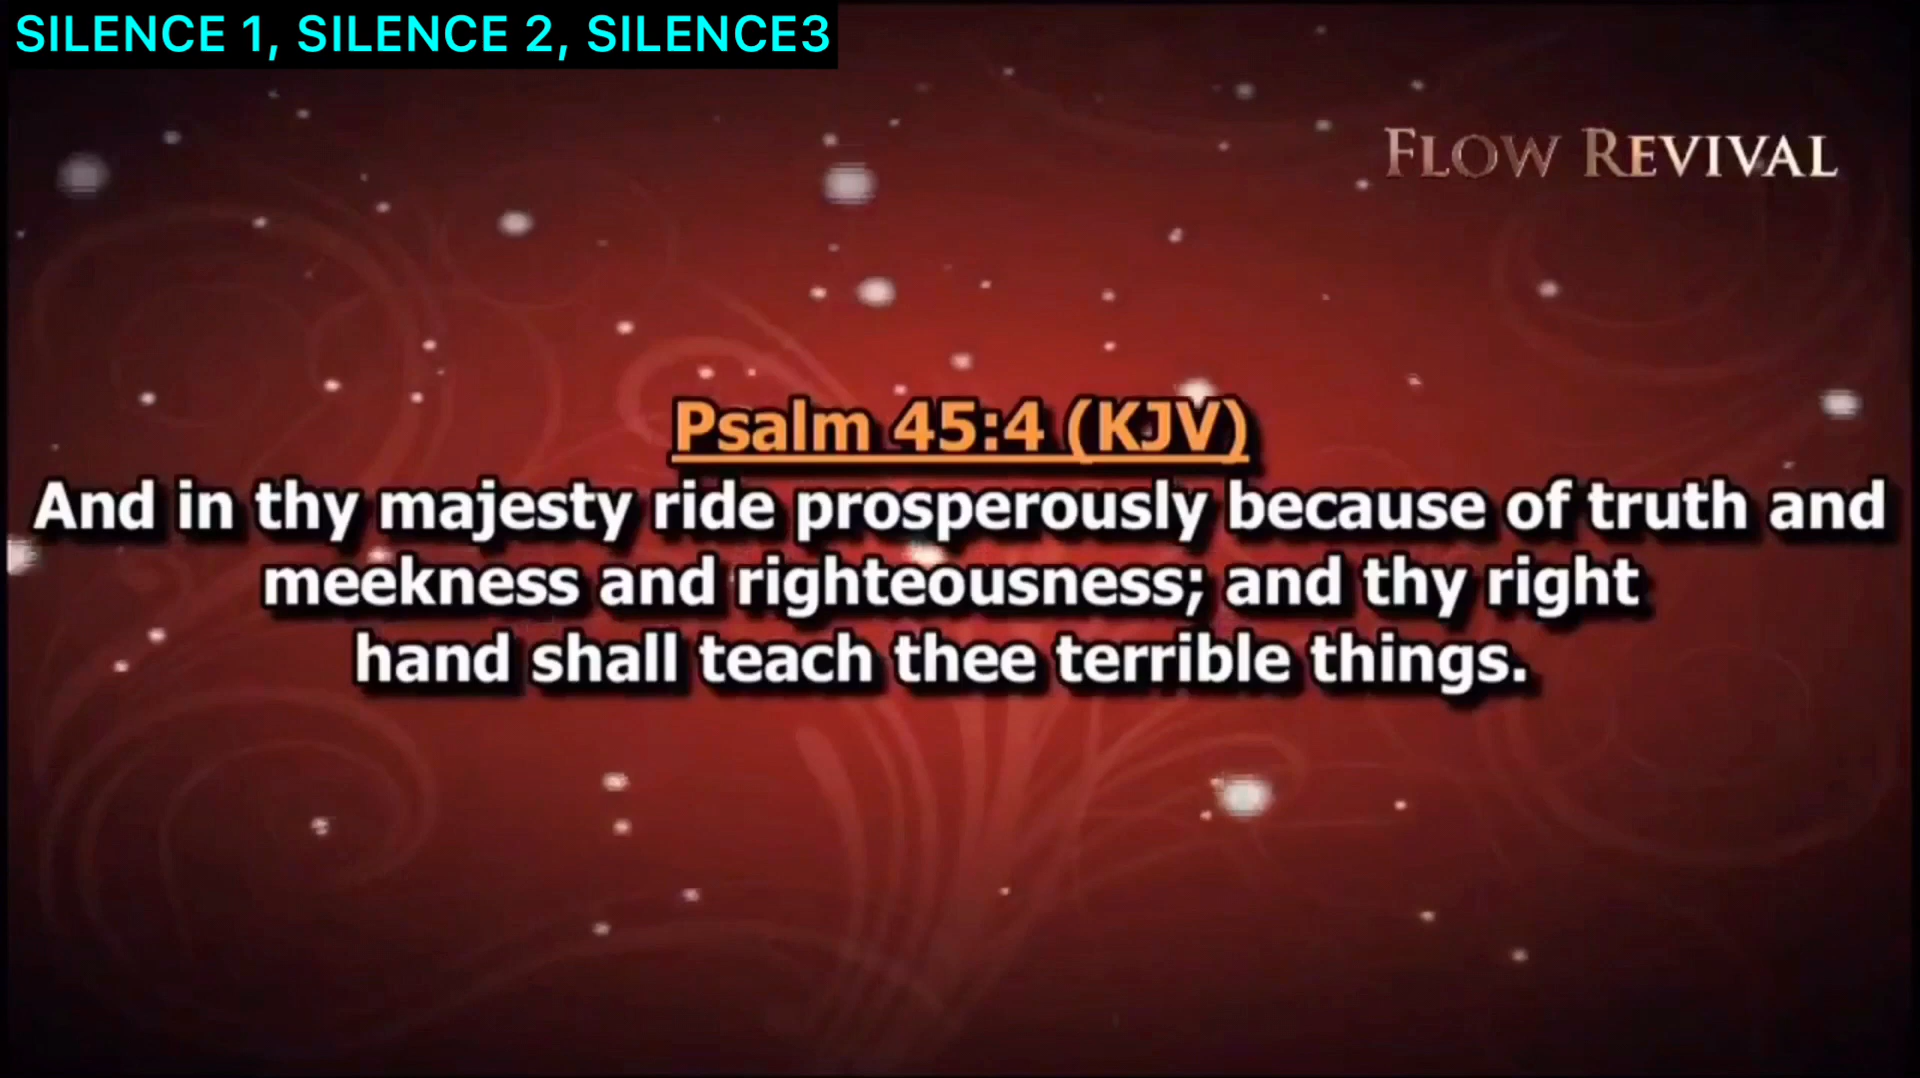 SILENCE 1, SILENCE 2, SILENCE3
FLOW REVIVAL
Psalm 45:4 (KJV)
And in thy majesty ride prosperously because of truth and
meekness and righteousness; and thy right
hand shall teach thee terrible things.